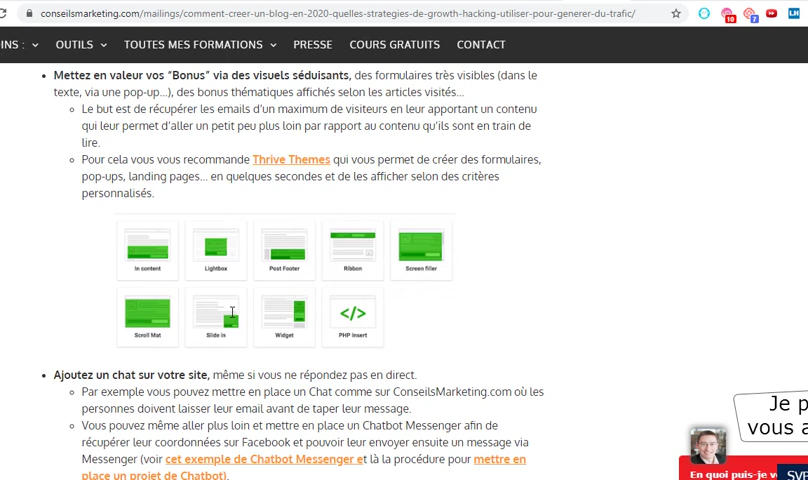 conseilsmarketing.com/mailings/comment-creer-un-blog-en-2020-quelles-strategies-de-growth-hacking-utiliser-pour-generer-du-trafic/
10
7
LH
INS :
OUTILS
TOUTES MES FORMATIONS
PRESSE
COURS GRATUITS
CONTACT
Mettez en valeur vos “Bonus” via des visuels séduisants, des formulaires très visibles (dans le
texte, via une pop-up…), des bonus thématiques affichés selon les articles visités…
Le but est de récupérer les emails d’un maximum de visiteurs en leur apportant un contenu
qui leur permet d’aller un petit peu plus loin par rapport au contenu qu’ils sont en train de
lire.
Pour cela vous vous recommande Thrive Themes qui vous permet de créer des formulaires,
pop-ups, landing pages… en quelques secondes et de les afficher selon des critères
personnalisés.
In content
Lightbox
Post Footer
Ribbon
Screen filler
Scroll Mat
Slide in
Widget
</>
PHP Insert
Ajoutez un chat sur votre site, même si vous ne répondez pas en direct.
Par exemple vous pouvez mettre en place un Chat comme sur ConseilsMarketing.com où les
personnes doivent laisser leur email avant de taper leur message.
Vous pouvez même aller plus loin et mettre en place un Chatbot Messenger afin de
récupérer leur coordonnées sur Facebook et pouvoir leur envoyer ensuite un message via
Messenger (voir cet exemple de Chatbot Messenger et là la procédure pour mettre en
place un projet de Chatbot).
Je p
vous a
En quoi puis-je v
SVP